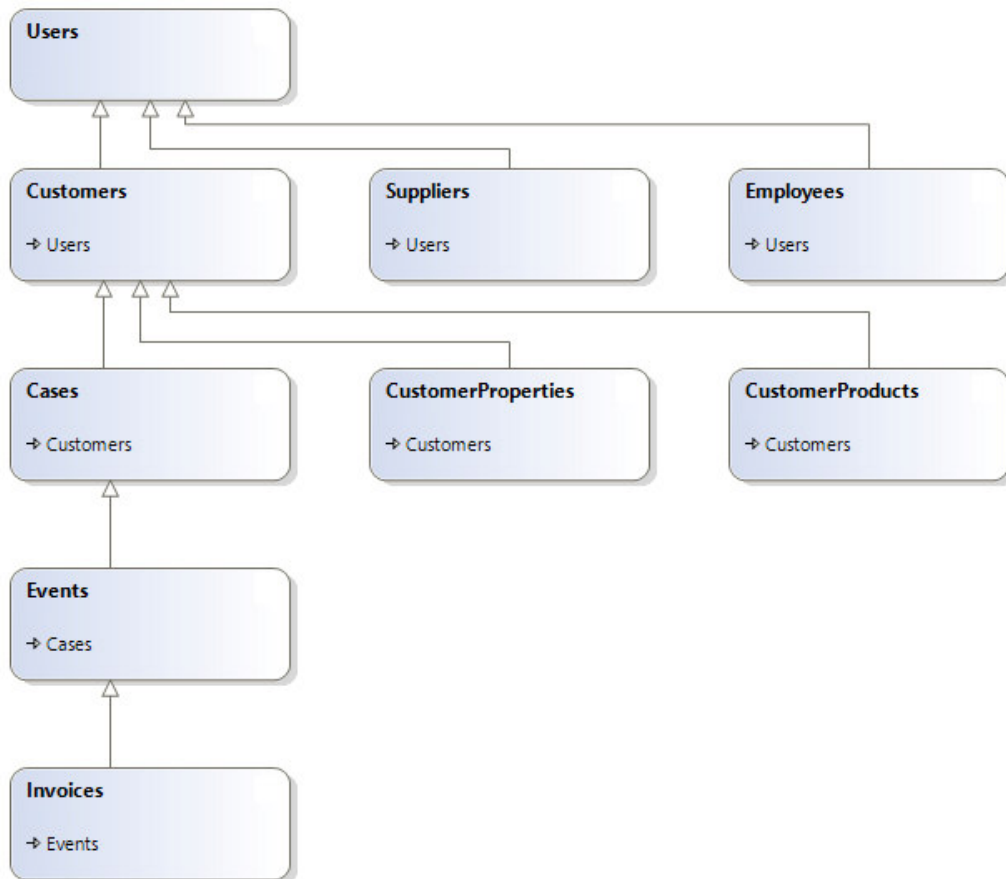 Users
Customers
Users
Suppliers
Users
Employees
Users
Cases
Customers
CustomerProperties
Customers
CustomerProducts
Customers
Events
Cases
Invoices
Events